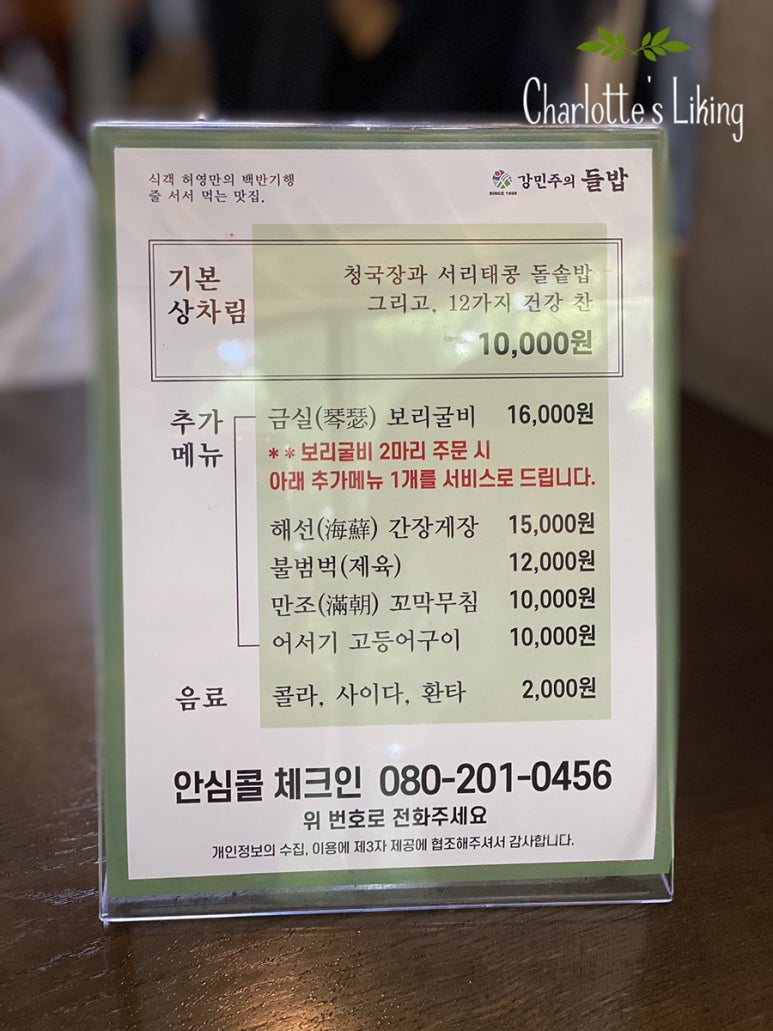 Charlotte's Liking
식객 허영만의 백반기행
줄 서서 먹는 맛집.
SINCE 1998
강민주의 들밥
기본
상차림
청국장과 서리태콩 돌솥밥
그리고, 12가지 건강 찬
10,000원
추가
메뉴
금실(琴瑟) 보리굴비 16,000원
** 보리굴비 2마리 주문 시
아래 추가메뉴 1개를 서비스로 드립니다.
해선(海蘇) 간장게장 15,000원
불범벅(제육) 12,000원
만조(滿朝) 꼬막무침 10,000원
어서기 고등어구이 10,000원
음료 콜라, 사이다, 환타 2,000원
안심콜 체크인 080-201-0456
위 번호로 전화주세요
개인정보의 수집, 이용에 제3자 제공에 협조해주셔서 감사합니다.